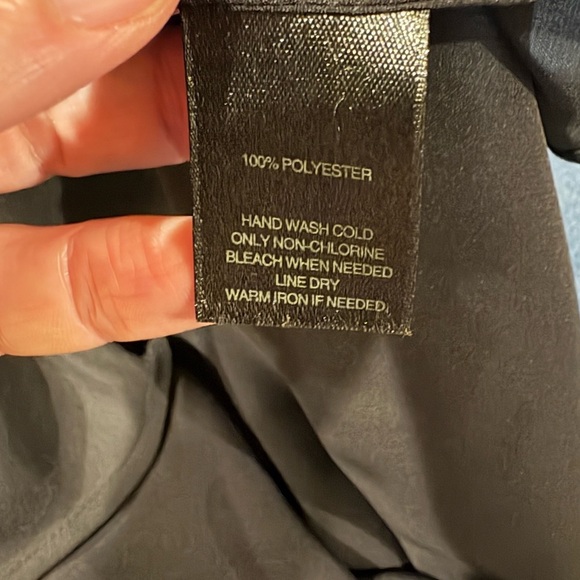 100% POLYESTER
HAND WASH COLD
ONLY NON-CHLORINE
BLEACH WHEN NEEDED
LINE DRY
WARM IRON IF NEEDED,